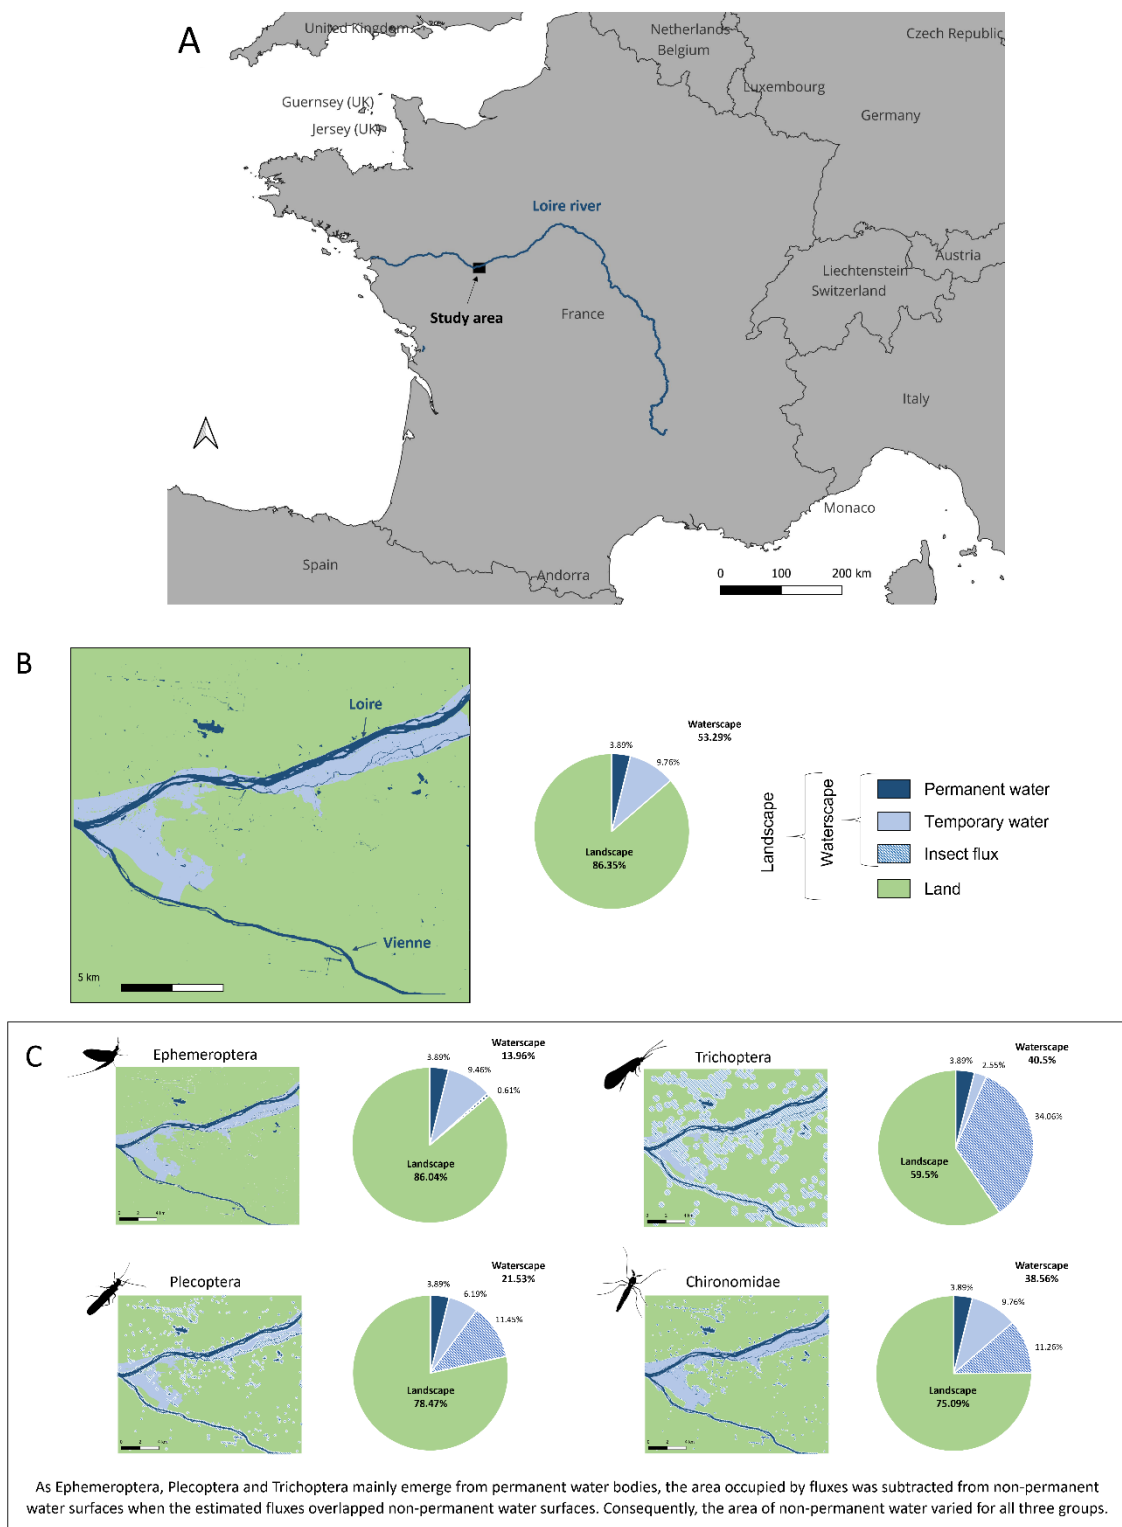 A
United Kingdom
Netherlands
Belgium
Czech Republic
Luxembourg
Guernsey (UK)
Jersey (UK)
Germany
Loire river
Austria
Liechtenstein
Switzerland
Study area
France
Italy
Monaco
Spain
Andorra
0 100 200 km
B
Loire
Vienne
5 km
Waterscape
53.29%
3.89%
9.76%
Landscape
86.35%
Landscape
Waterscape
Permanent water
Temporary water
Insect flux
Land
C
Ephemeroptera
Waterscape
13.96%
3.89%
9.46%
0.61%
Landscape
86.04%
Trichoptera
Waterscape
40.5%
3.89%
2.55%
34.06%
Landscape
59.5%
Plecoptera
Waterscape
21.53%
3.89%
6.19%
11.45%
Landscape
78.47%
Chironomidae
Waterscape
38.56%
3.89%
9.76%
11.26%
Landscape
75.09%
As Ephemeroptera, Plecoptera and Trichoptera mainly emerge from permanent water bodies, the area occupied by fluxes was subtracted from non-permanent
water surfaces when the estimated fluxes overlapped non-permanent water surfaces. Consequently, the area of non-permanent water varied for all three groups.